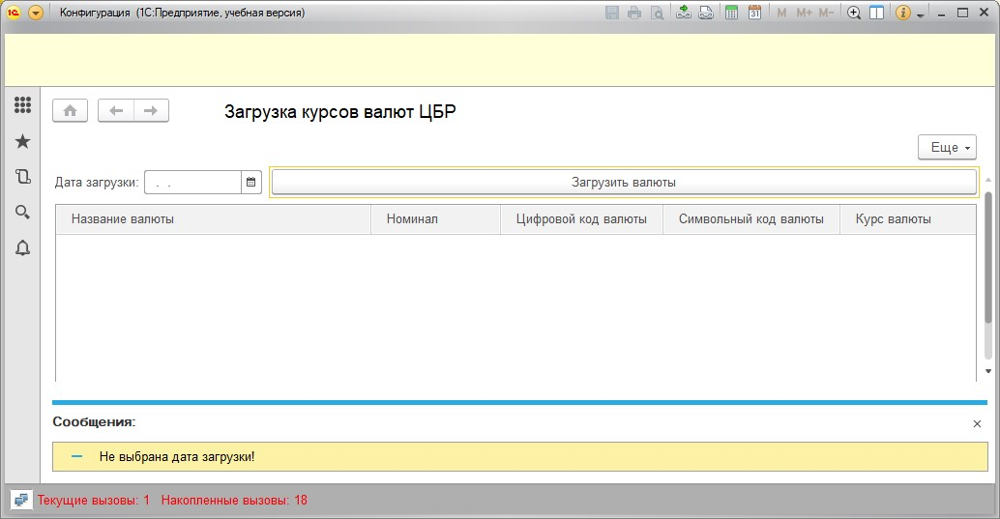 Конфигурация (1С:Предприятие, учебная версия)
M M+ M-
31
Загрузка курсов валют ЦБР
Еще
Дата загрузки: . . Загрузить валюты
Название валюты Номинал Цифровой код валюты Символьный код валюты Курс валюты
Сообщения:
Не выбрана дата загрузки!
Текущие вызовы: 1 Накопленные вызовы: 18